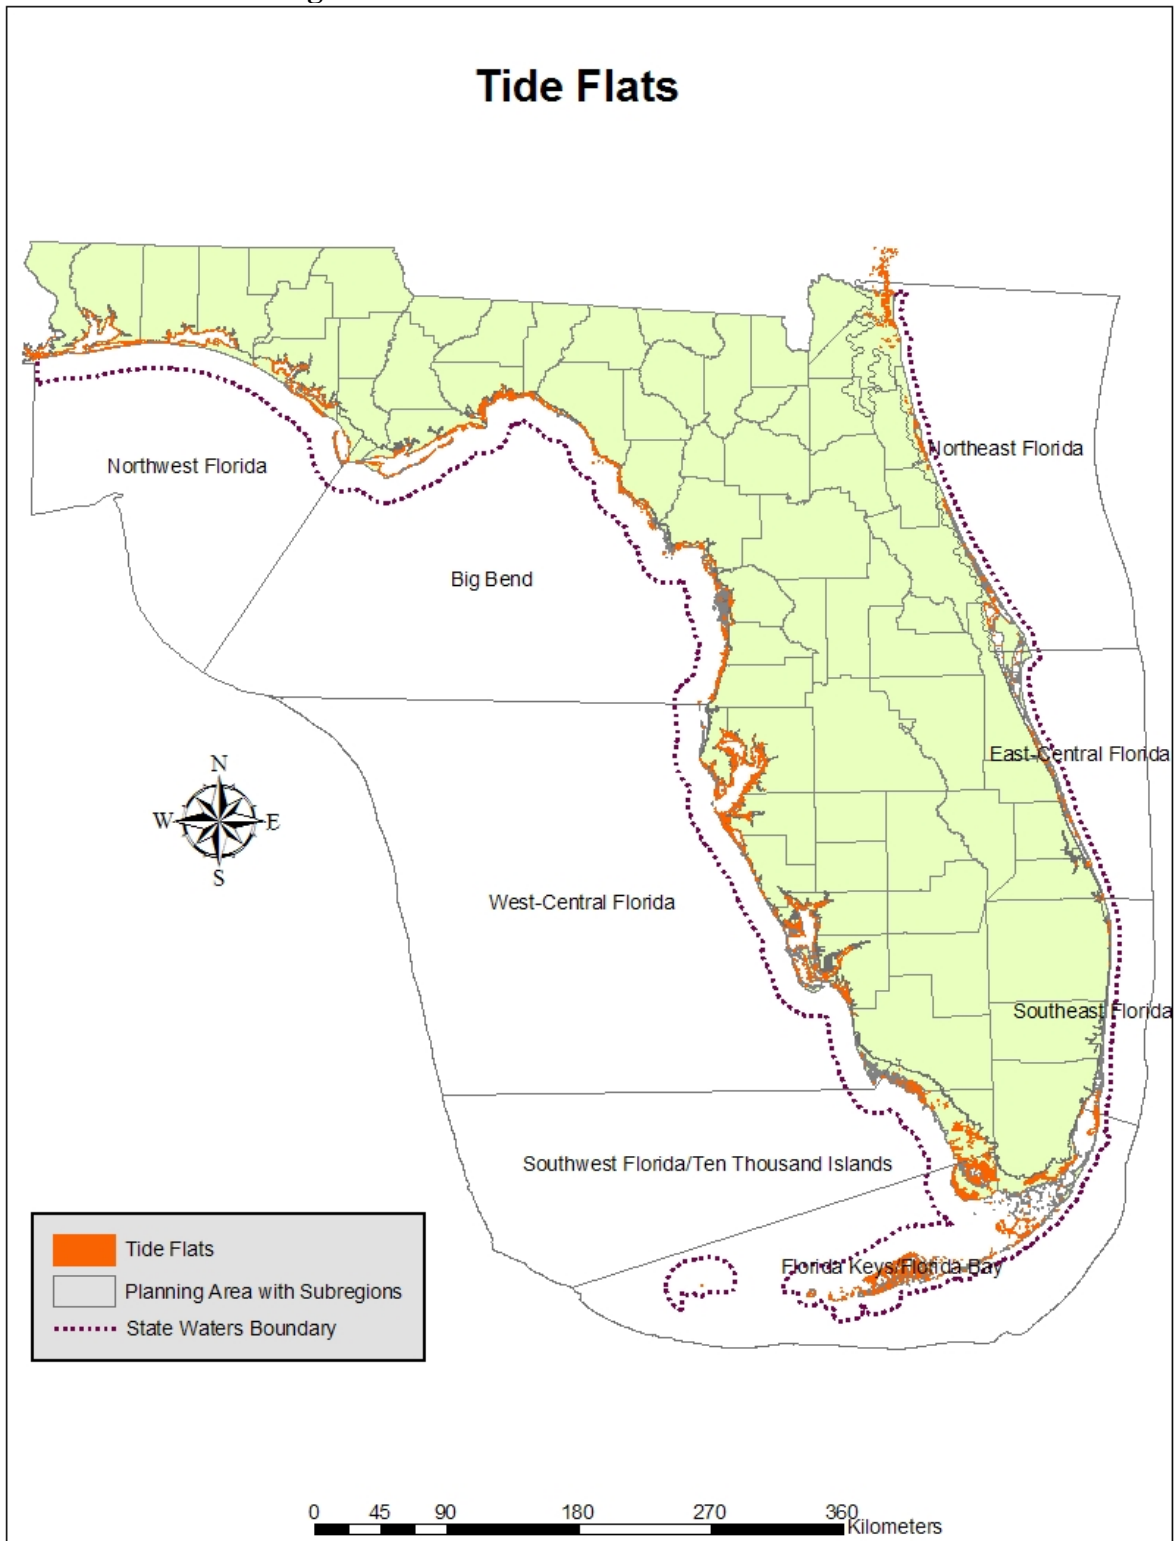 Tide Flats
Northwest Florida
Northeast Florida
Big Bend
East-Central Florida
N
W
E
S
West-Central Florida
Southeast Florida
Southwest Florida/Ten Thousand Islands
Florida Keys/Florida Bay
Tide Flats
Planning Area with Subregions
State Waters Boundary
0 45 90 180 270 360
Kilometers